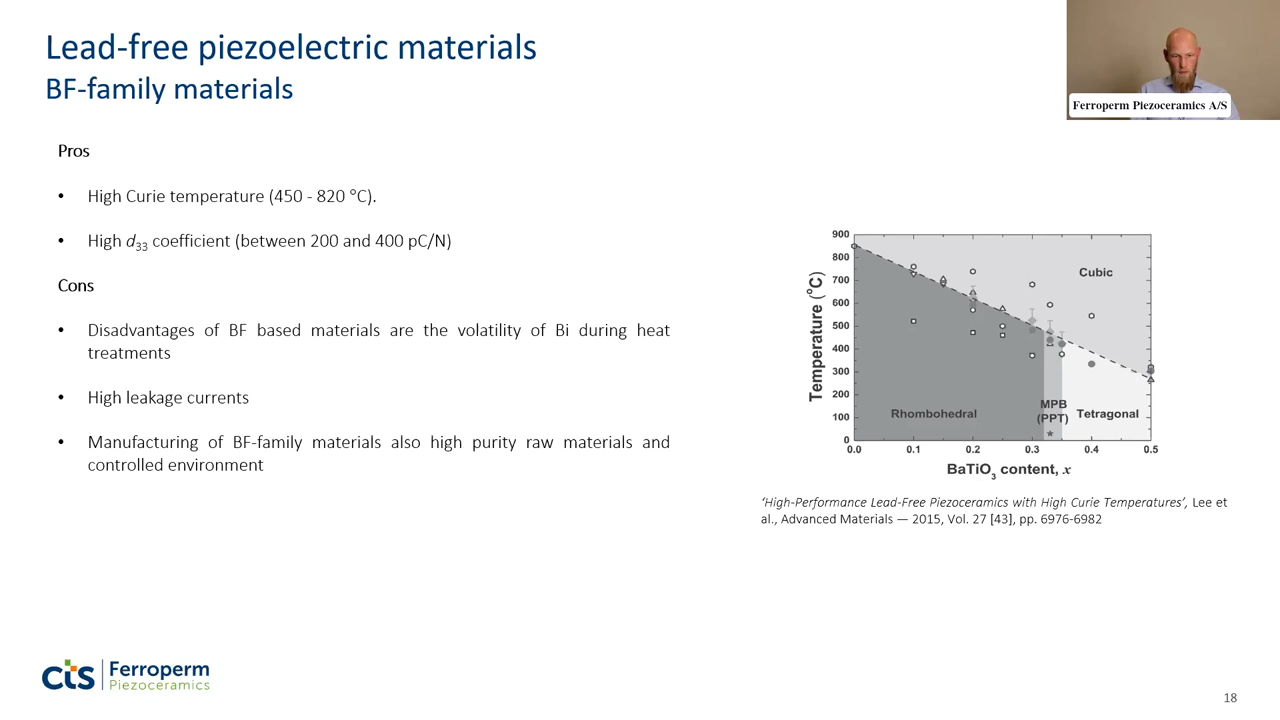 Lead-free piezoelectric materials
BF-family materials
Ferroperm Piezoceramics A/S
Pros
• High Curie temperature (450 - 820 °C).
• High d33 coefficient (between 200 and 400 pC/N)
Cons
• Disadvantages of BF based materials are the volatility of Bi during heat
treatments
• High leakage currents
• Manufacturing of BF-family materials also high purity raw materials and
controlled environment
900
800
700
600
500
400
300
200
100
0
Temperature (°C)
Cubic
Rhombohedral
MPB
(PPT)
Tetragonal
0.0 0.1 0.2 0.3 0.4 0.5
BaTiO3 content, x
‘High-Performance Lead-Free Piezoceramics with High Curie Temperatures’, Lee et
al., Advanced Materials — 2015, Vol. 27 [43], pp. 6976-6982
cts Ferroperm
Piezoceramics
18